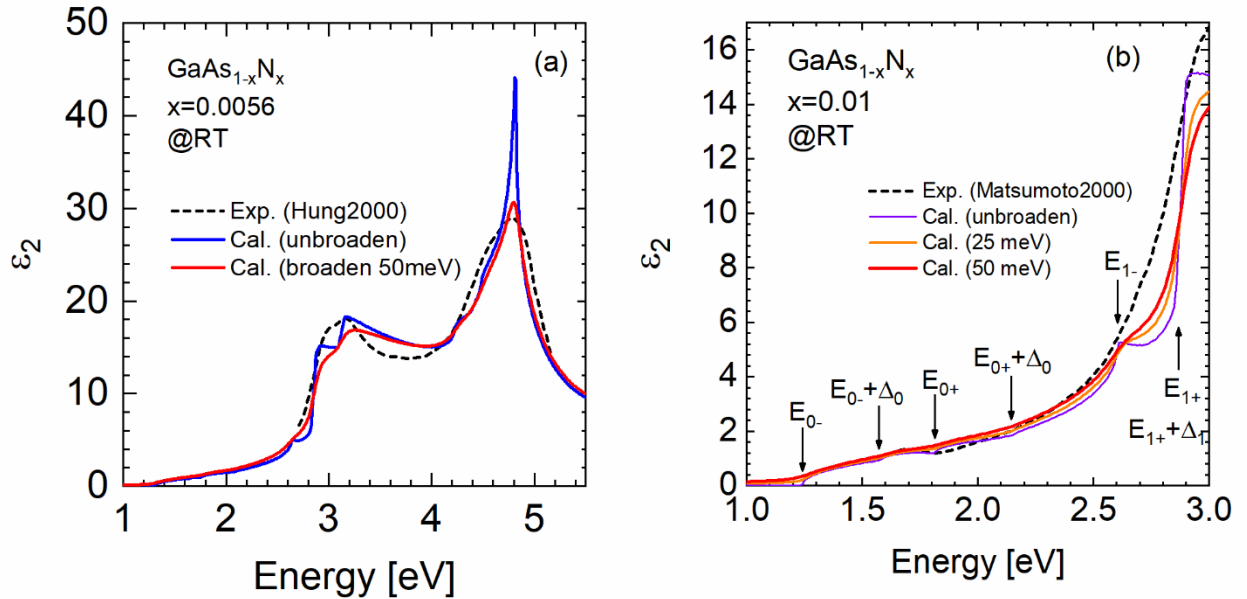 50
40
30
20
10
0
ε₂
GaAs₁₋ₓNₓ
x=0.0056
@RT
(a)
Exp. (Hung2000)
Cal. (unbroaden)
Cal. (broaden 50meV)
1 2 3 4 5
Energy [eV]
16
14
12
10
8
6
4
2
0
ε₂
GaAs₁₋ₓNₓ
x=0.01
@RT
(b)
Exp. (Matsumoto2000)
Cal. (unbroaden)
Cal. (25 meV)
Cal. (50 meV)
E₁₋
E₀₋
E₀₋+Δ₀
E₀₊
E₀₊+Δ₀
E₁₊
E₁₊+Δ₁
1.0 1.5 2.0 2.5 3.0
Energy [eV]